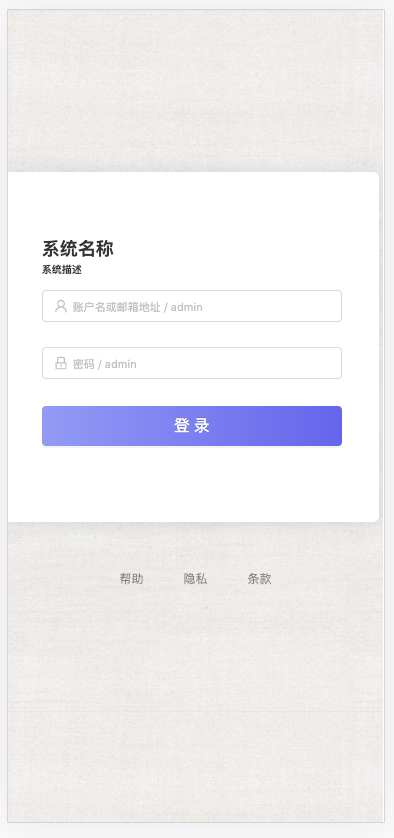 系统名称
系统描述
账户名或邮箱地址 / admin
密码 / admin
登 录
帮助 隐私 条款